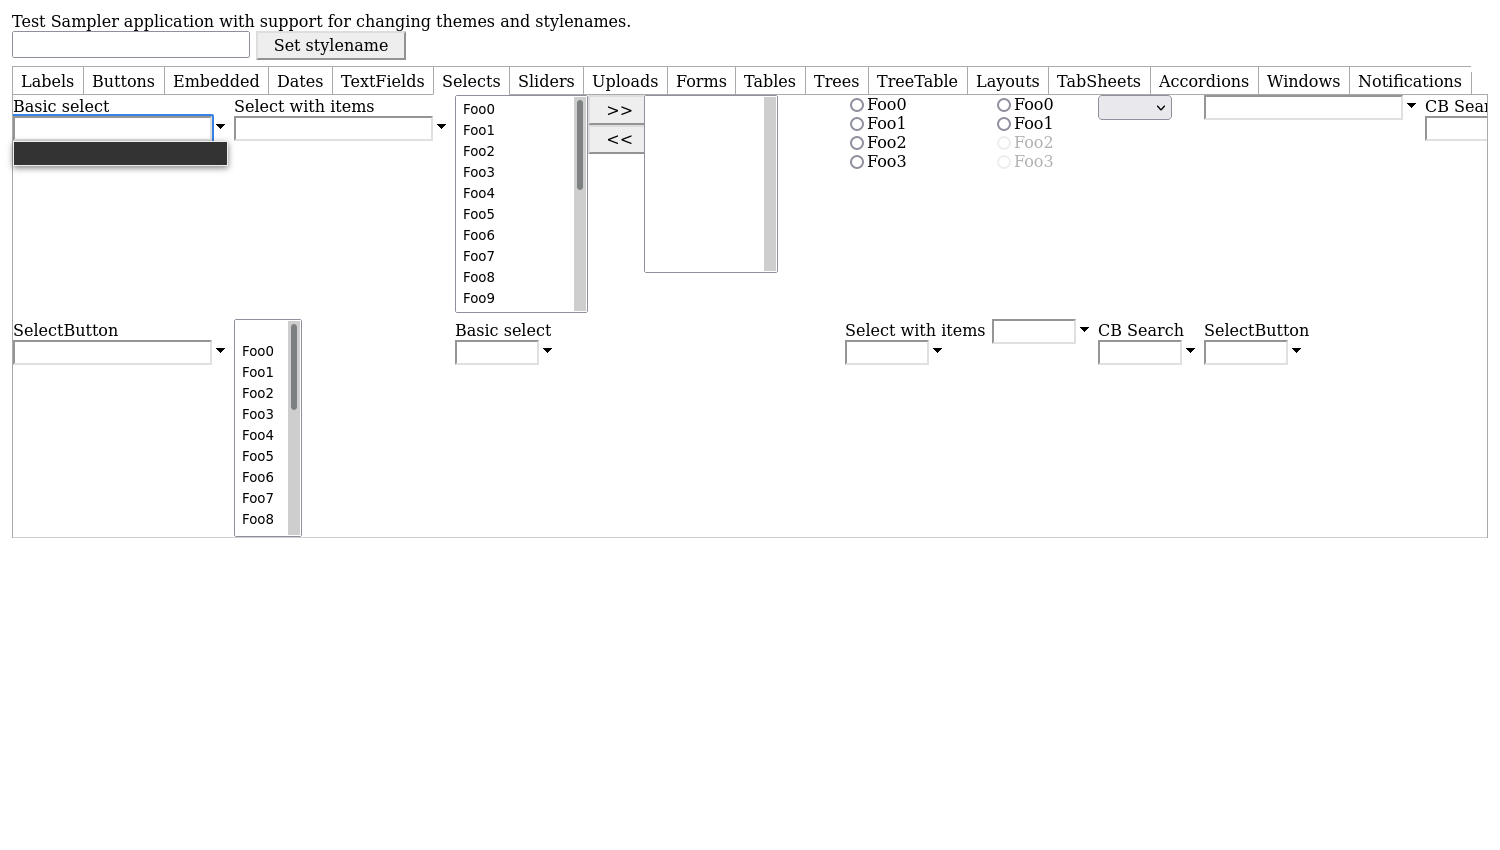 Test Sampler application with support for changing themes and stylenames.
Set stylename
Labels Buttons Embedded Dates TextFields Selects Sliders Uploads Forms Tables Trees TreeTable Layouts TabSheets Accordions Windows Notifications
Basic select
Select with items
Foo0
Foo1
Foo2
Foo3
Foo4
Foo5
Foo6
Foo7
Foo8
Foo9
>>
<<
Foo0
Foo1
Foo2
Foo3
Foo0
Foo1
Foo2
Foo3
CB Sear
SelectButton
Foo0
Foo1
Foo2
Foo3
Foo4
Foo5
Foo6
Foo7
Foo8
Basic select
Select with items
CB Search
SelectButton